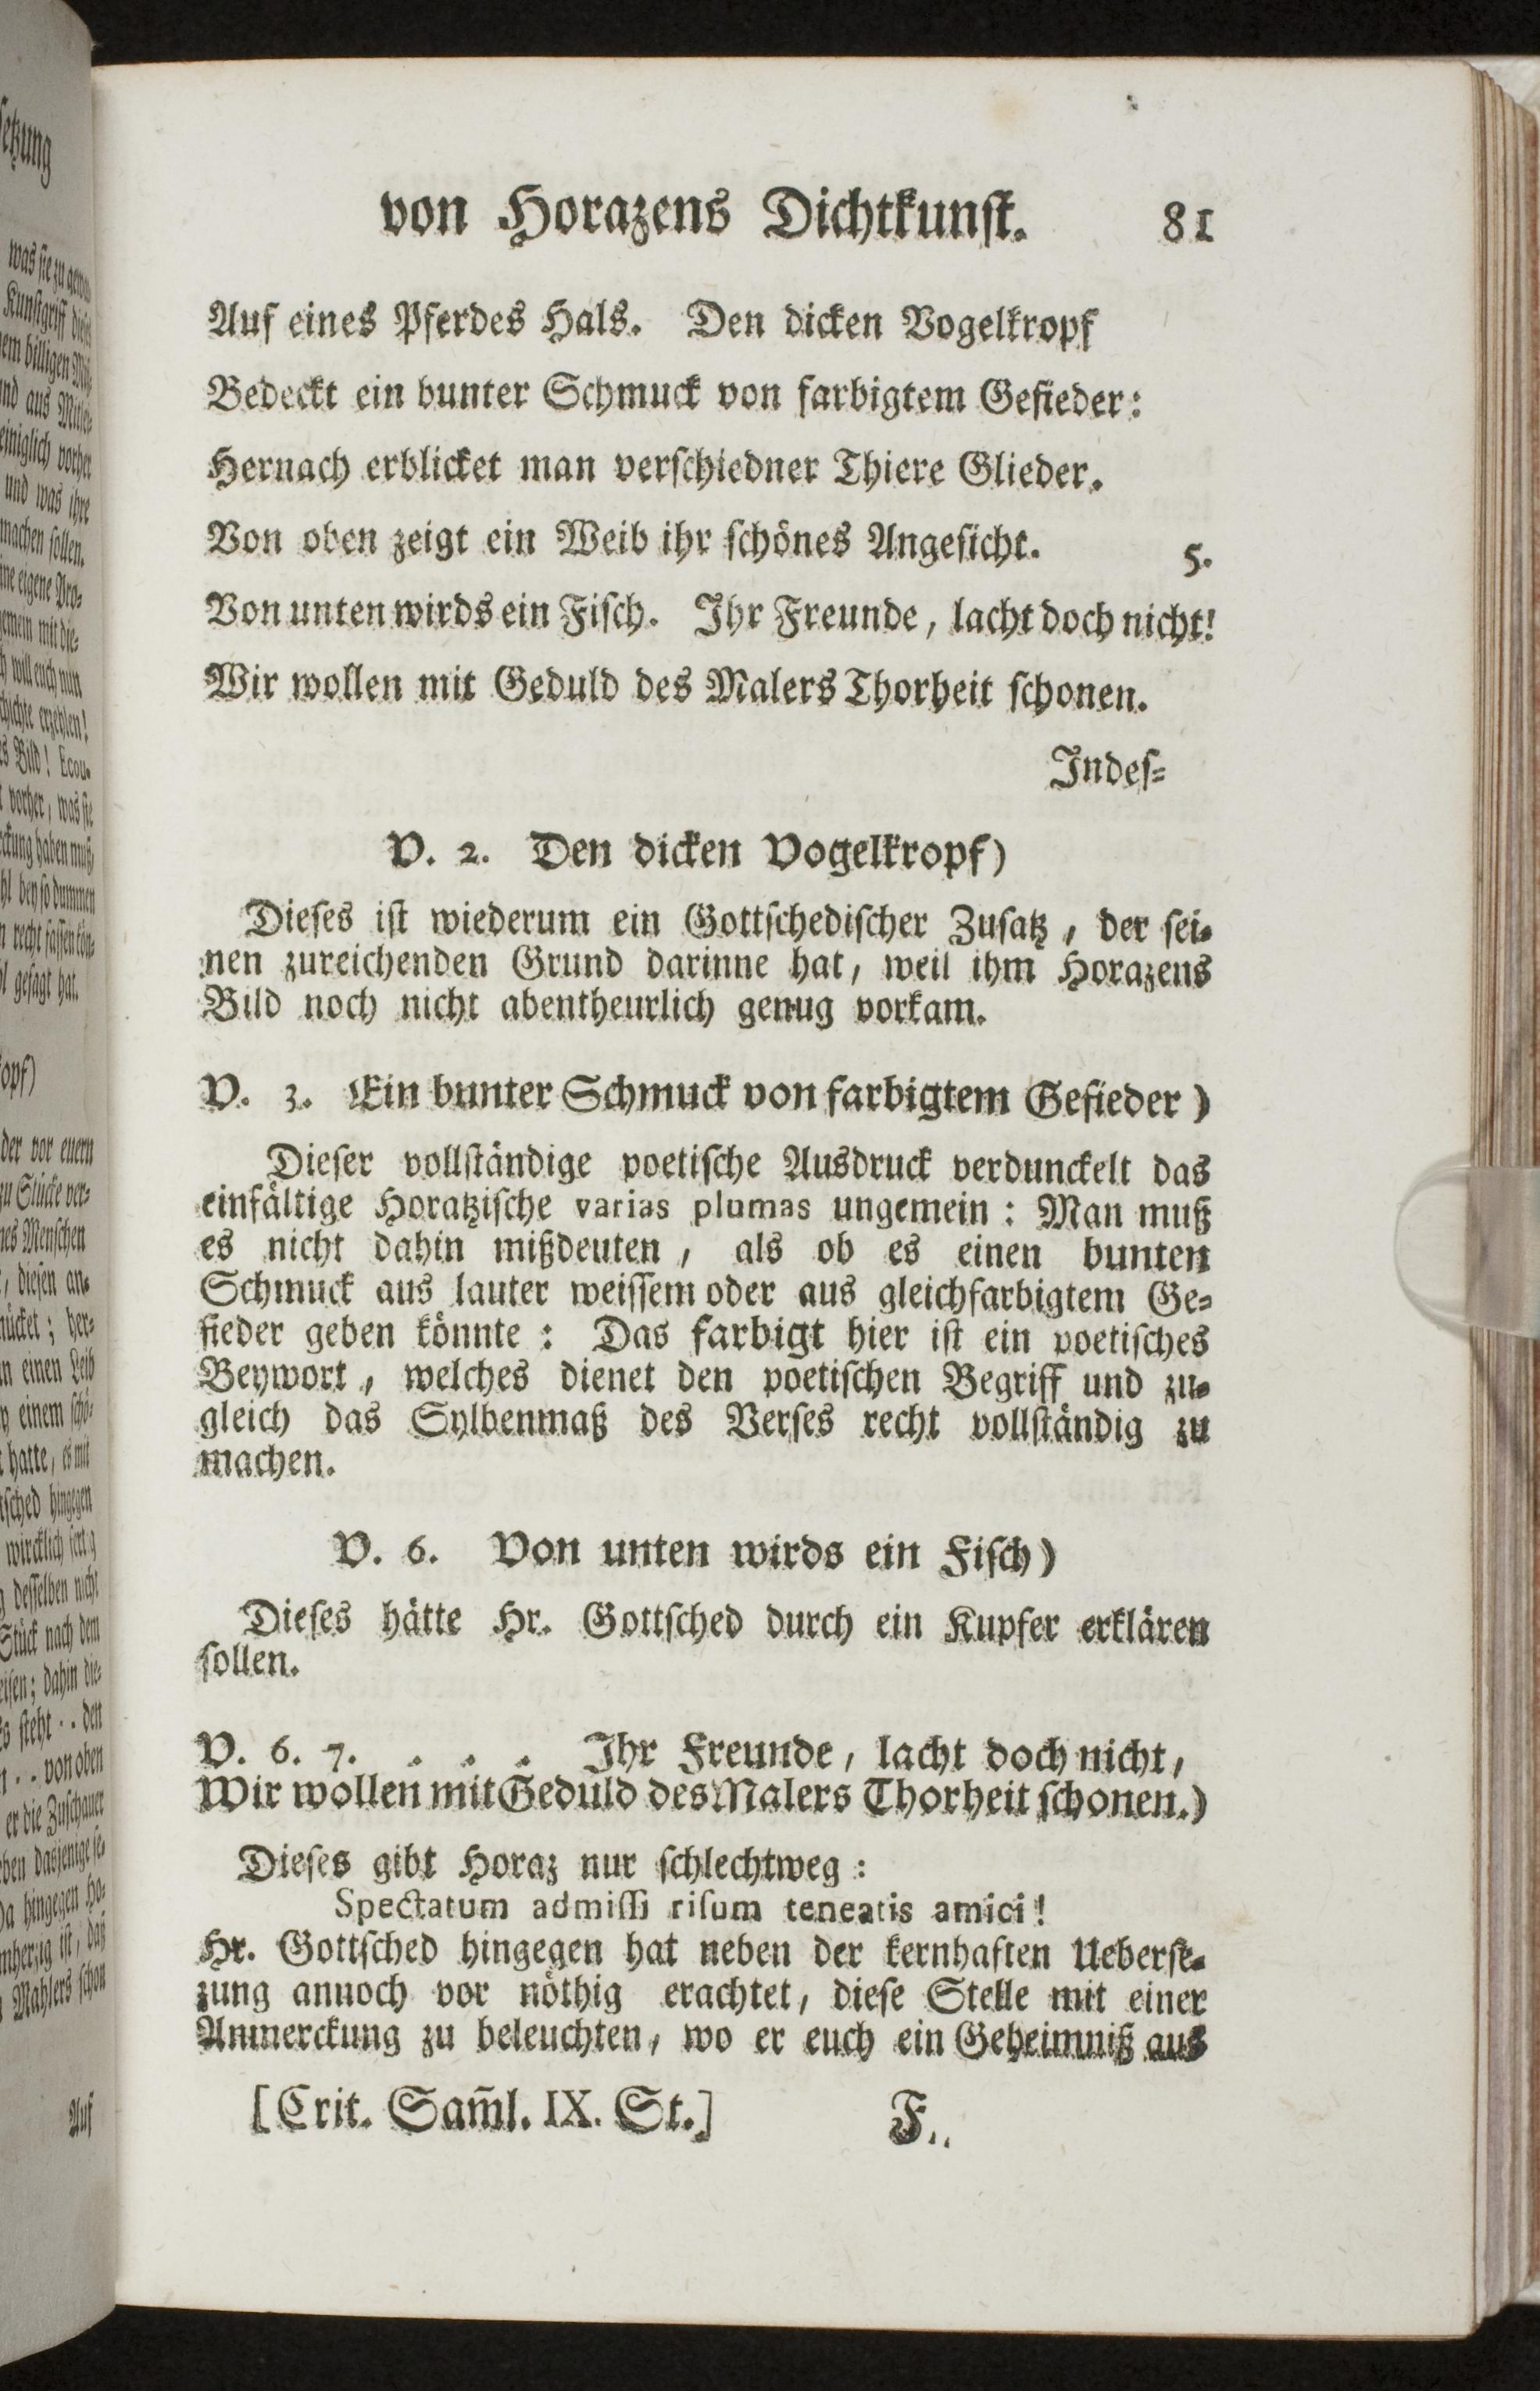 von Horazens Dichtkunst. 81
Auf eines Pferdes Hals. Den dicken Vogelkropf
Bedeckt ein bunter Schmuck von farbigtem Gefieder:
Hernach erblicket man verschiedner Thiere Glieder.
Von oben zeigt ein Weib ihr schönes Angesicht. 5.
Von unten wirds ein Fisch. Ihr Freunde, lacht doch nicht!
Wir wollen mit Geduld des Malers Thorheit schonen.
Indes-
V. 2. Den dicken Vogelkropf)
Dieses ist wiederum ein Gottschedischer Zusatz, der sei-
nen zureichenden Grund darinne hat, weil ihm Horazens
Bild noch nicht abentheurlich genug vorkam.
V. 3. Ein bunter Schmuck von farbigtem Gefieder)
Dieser vollständige poetische Ausdruck verdunckelt das
einfältige Horatzische varias plumas ungemein: Man muß
es nicht dahin mißdeuten, als ob es einen bunten
Schmuck aus lauter weissem oder aus gleichfarbigtem Ge-
fieder geben könnte: Das farbigt hier ist ein poetisches
Beywort, welches dienet den poetischen Begriff und zu-
gleich das Sylbenmaß des Verses recht vollständig zu
machen.
V. 6. Von unten wirds ein Fisch)
Dieses hätte Hr. Gottsched durch ein Kupfer erklären
sollen.
V. 6. 7. . . . Ihr Freunde, lacht doch nicht,
Wir wollen mit Geduld des Malers Thorheit schonen.)
Dieses gibt Horaz nur schlechtweg:
Spectatum admissi risum teneatis amici!
Hr. Gottsched hingegen hat neben der kernhaften Ueberse-
zung annoch vor nöthig erachtet, diese Stelle mit einer
Anmerckung zu beleuchten, wo er euch ein Geheimniß aus
[Crit. Sam̃l. IX. St.] F..